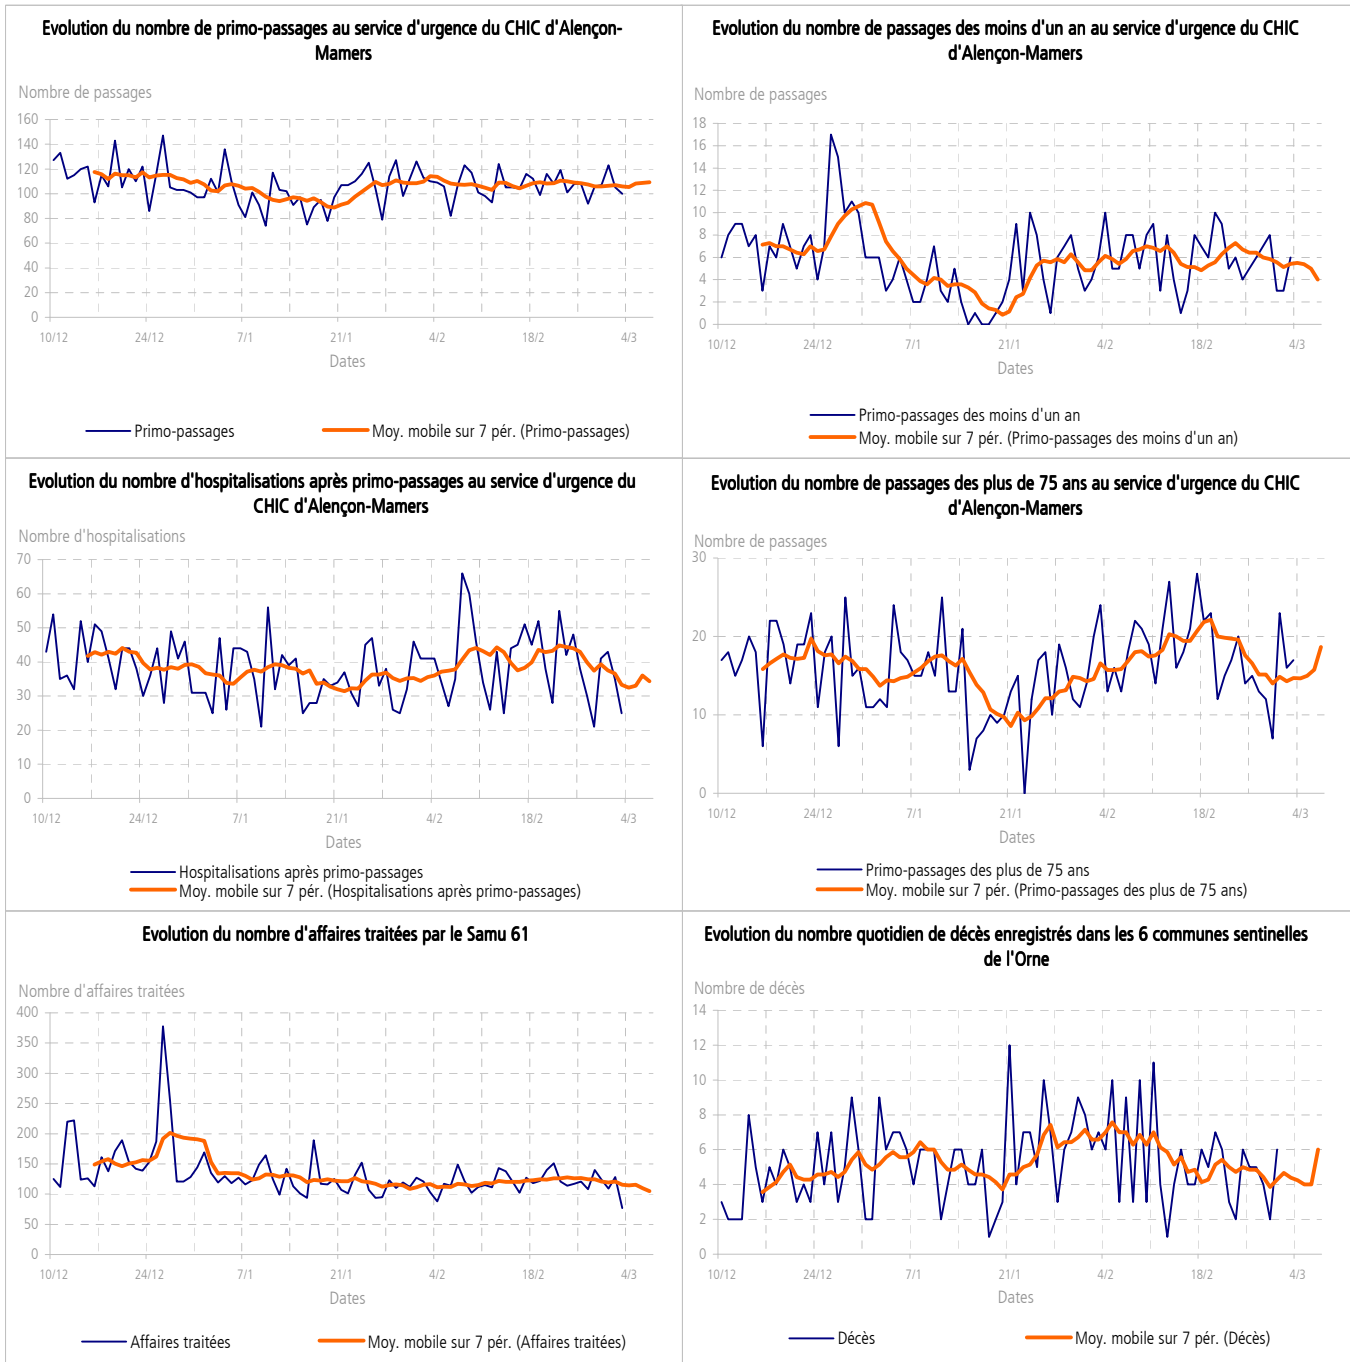 Evolution du nombre de primo-passages au service d'urgence du CHIC d'Alençon-
Mamers
Nombre de passages
160
140
120
100
80
60
40
20
0
10/12 24/12 7/1 21/1 4/2 18/2 4/3
Dates
Primo-passages Moy. mobile sur 7 pér. (Primo-passages)
Evolution du nombre de passages des moins d'un an au service d'urgence du CHIC
d'Alençon-Mamers
Nombre de passages
18
16
14
12
10
8
6
4
2
0
10/12 24/12 7/1 21/1 4/2 18/2 4/3
Dates
Primo-passages des moins d'un an
Moy. mobile sur 7 pér. (Primo-passages des moins d'un an)
Evolution du nombre d'hospitalisations après primo-passages au service d'urgence du
CHIC d'Alençon-Mamers
Nombre d'hospitalisations
70
60
50
40
30
20
10
0
10/12 24/12 7/1 21/1 4/2 18/2 4/3
Dates
Hospitalisations après primo-passages
Moy. mobile sur 7 pér. (Hospitalisations après primo-passages)
Evolution du nombre de passages des plus de 75 ans au service d'urgence du CHIC
d'Alençon-Mamers
Nombre de passages
30
20
10
0
10/12 24/12 7/1 21/1 4/2 18/2 4/3
Dates
Primo-passages des plus de 75 ans
Moy. mobile sur 7 pér. (Primo-passages des plus de 75 ans)
Evolution du nombre d'affaires traitées par le Samu 61
Nombre d'affaires traitées
400
350
300
250
200
150
100
50
0
10/12 24/12 7/1 21/1 4/2 18/2 4/3
Dates
Affaires traitées Moy. mobile sur 7 pér. (Affaires traitées)
Evolution du nombre quotidien de décès enregistrés dans les 6 communes sentinelles
de l'Orne
Nombre de décès
14
12
10
8
6
4
2
0
10/12 24/12 7/1 21/1 4/2 18/2 4/3
Dates
Décès Moy. mobile sur 7 pér. (Décès)